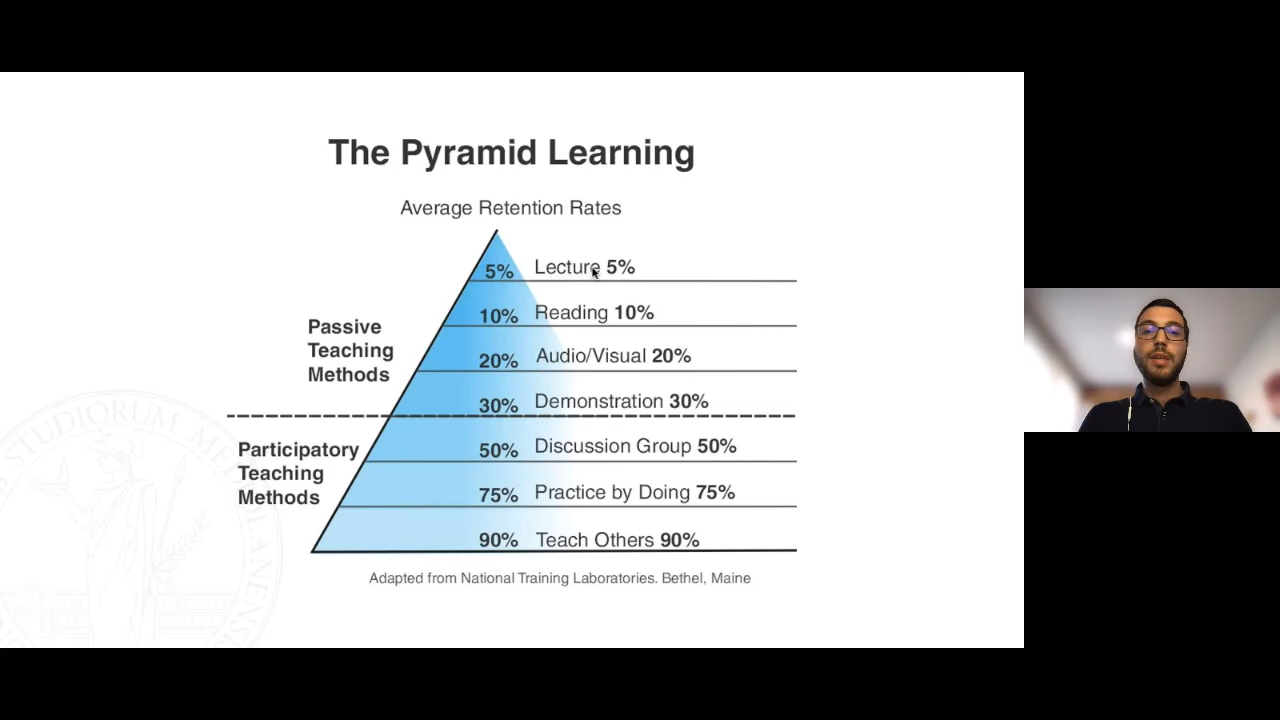 The Pyramid Learning
Average Retention Rates
5% Lecture 5%
10% Reading 10%
Passive
Teaching
Methods
20% Audio/Visual 20%
30% Demonstration 30%
Participatory
Teaching
Methods
50% Discussion Group 50%
75% Practice by Doing 75%
90% Teach Others 90%
Adapted from National Training Laboratories. Bethel, Maine
STUDIORUM MEDIOLANENSIS